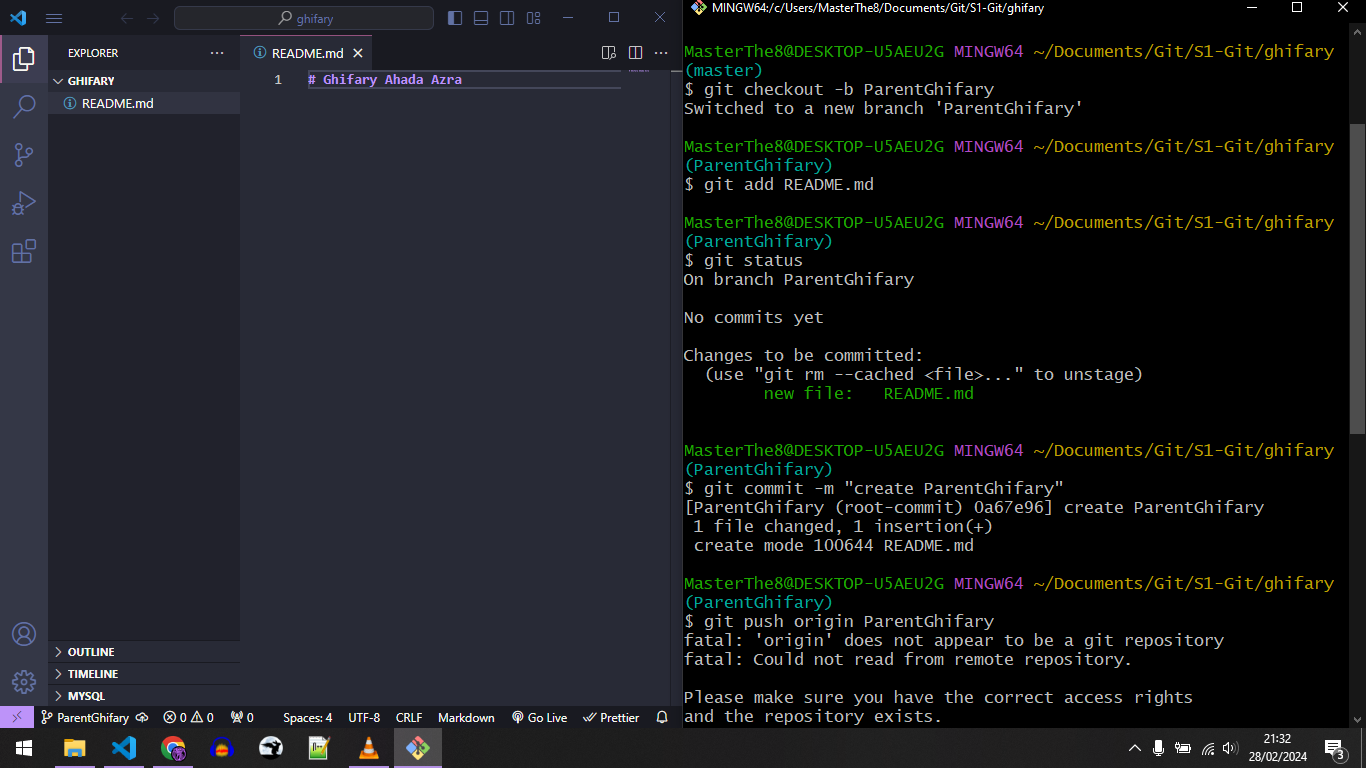 ghifary
EXPLORER
GHIFARY
README.md
OUTLINE
TIMELINE
MYSQL
README.md
1 # Ghifary Ahada Azra
ParentGhifary
0 0
0
Spaces: 4
UTF-8
CRLF
Markdown
Go Live
Prettier
MINGW64:/c/Users/MasterThe8/Documents/Git/S1-Git/ghifary
MasterThe8@DESKTOP-U5AEU2G MINGW64 ~/Documents/Git/S1-Git/ghifary
(master)
$ git checkout -b ParentGhifary
Switched to a new branch 'ParentGhifary'
MasterThe8@DESKTOP-U5AEU2G MINGW64 ~/Documents/Git/S1-Git/ghifary
(ParentGhifary)
$ git add README.md
MasterThe8@DESKTOP-U5AEU2G MINGW64 ~/Documents/Git/S1-Git/ghifary
(ParentGhifary)
$ git status
On branch ParentGhifary
No commits yet
Changes to be committed:
(use "git rm --cached <file>..." to unstage)
new file: README.md
MasterThe8@DESKTOP-U5AEU2G MINGW64 ~/Documents/Git/S1-Git/ghifary
(ParentGhifary)
$ git commit -m "create ParentGhifary"
[ParentGhifary (root-commit) 0a67e96] create ParentGhifary
1 file changed, 1 insertion(+)
create mode 100644 README.md
MasterThe8@DESKTOP-U5AEU2G MINGW64 ~/Documents/Git/S1-Git/ghifary
(ParentGhifary)
$ git push origin ParentGhifary
fatal: 'origin' does not appear to be a git repository
fatal: Could not read from remote repository.
Please make sure you have the correct access rights
and the repository exists.
21:32
28/02/2024
3